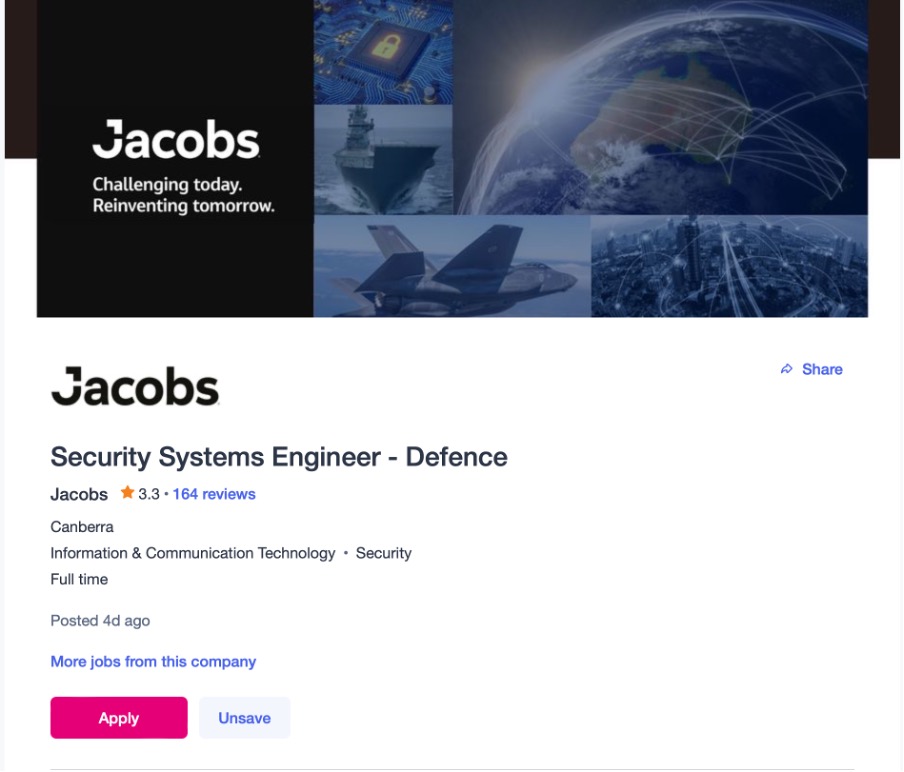 Jacobs
Challenging today.
Reinventing tomorrow.
Jacobs
Share
Security Systems Engineer - Defence
Jacobs 3.3 • 164 reviews
Canberra
Information & Communication Technology • Security
Full time
Posted 4d ago
More jobs from this company
Apply Unsave